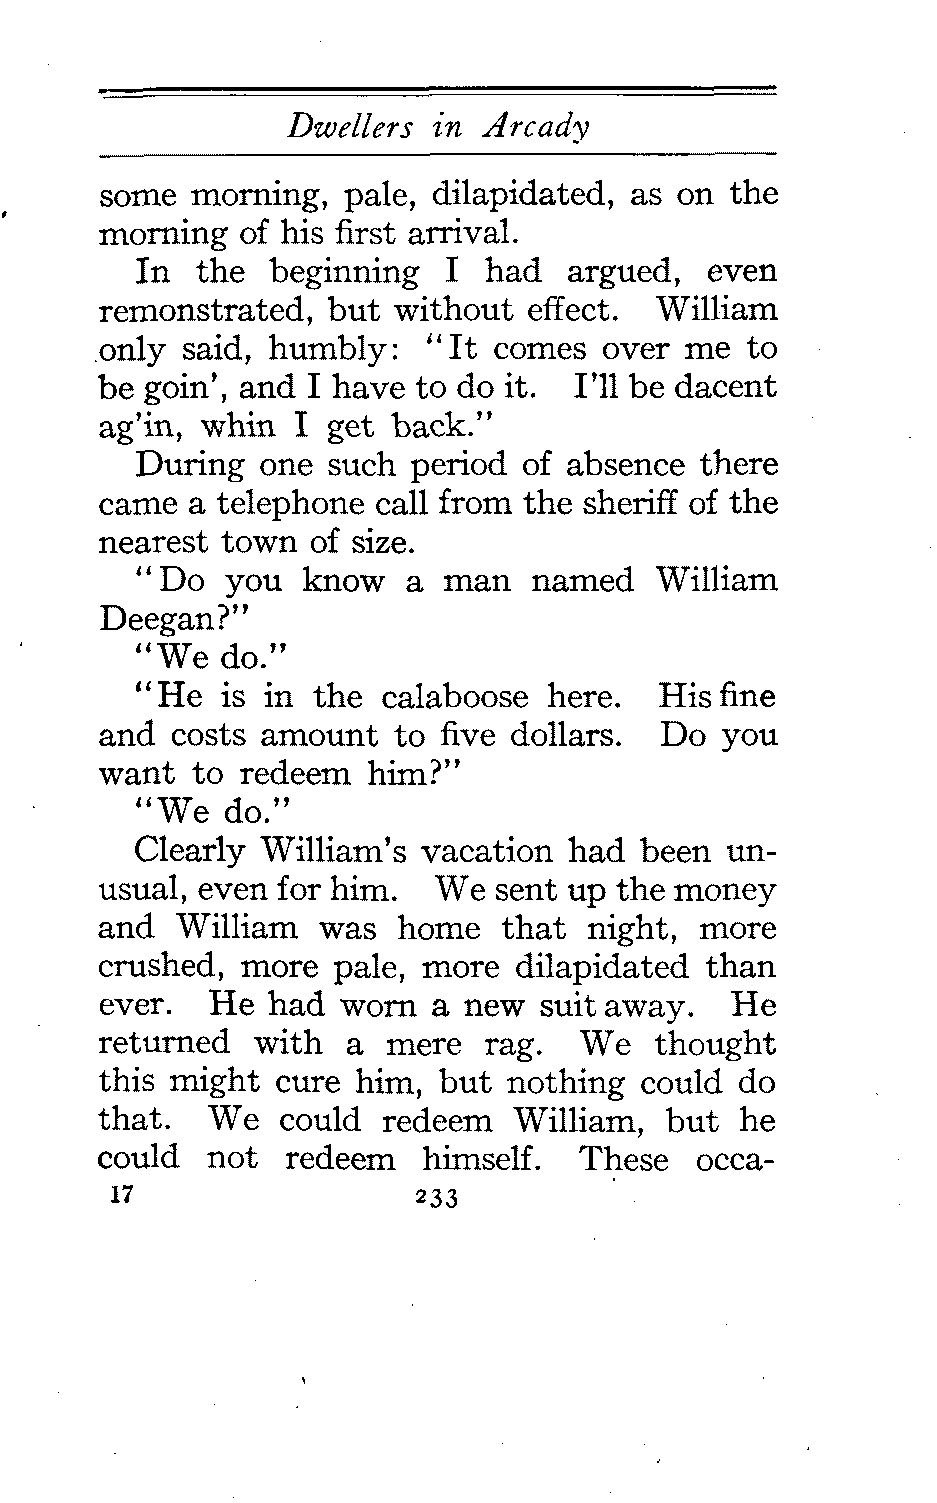 Dwellers in Arcady
some morning, pale, dilapidated, as on the
morning of his first arrival.
In the beginning I had argued, even
remonstrated, but without effect. William
only said, humbly: "It comes over me to
be goin', and I have to do it. I'll be dacent
ag'in, whin I get back."
During one such period of absence there
came a telephone call from the sheriff of the
nearest town of size.
"Do you know a man named William
Deegan?"
"We do."
"He is in the calaboose here. His fine
and costs amount to five dollars. Do you
want to redeem him?"
"We do."
Clearly William's vacation had been un-
usual, even for him. We sent up the money
and William was home that night, more
crushed, more pale, more dilapidated than
ever. He had worn a new suit away. He
returned with a mere rag. We thought
this might cure him, but nothing could do
that. We could redeem William, but he
could not redeem himself. These occa-
17 233